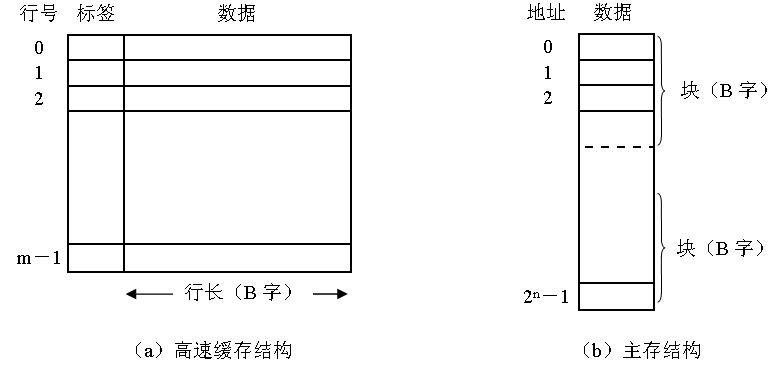 行号 标签 数据
0
1
2
m－1
行长（B 字）
（a）高速缓存结构
地址 数据
0
1
2
2ⁿ－1
块（B 字）
块（B 字）
（b）主存结构